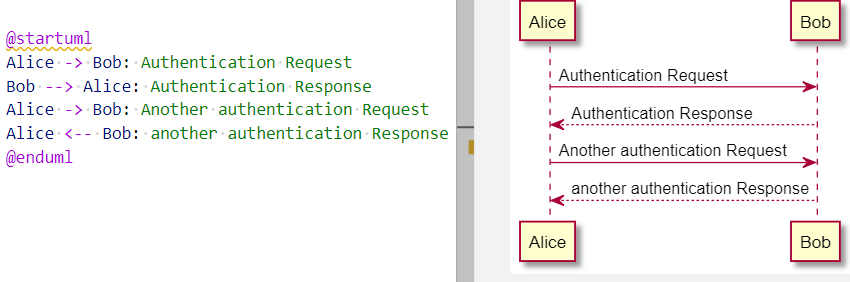 @startuml
Alice -> Bob: Authentication Request
Bob --> Alice: Authentication Response
Alice -> Bob: Another authentication Request
Alice <-- Bob: another authentication Response
@enduml
Alice Bob
Authentication Request
Authentication Response
Another authentication Request
another authentication Response
Alice Bob